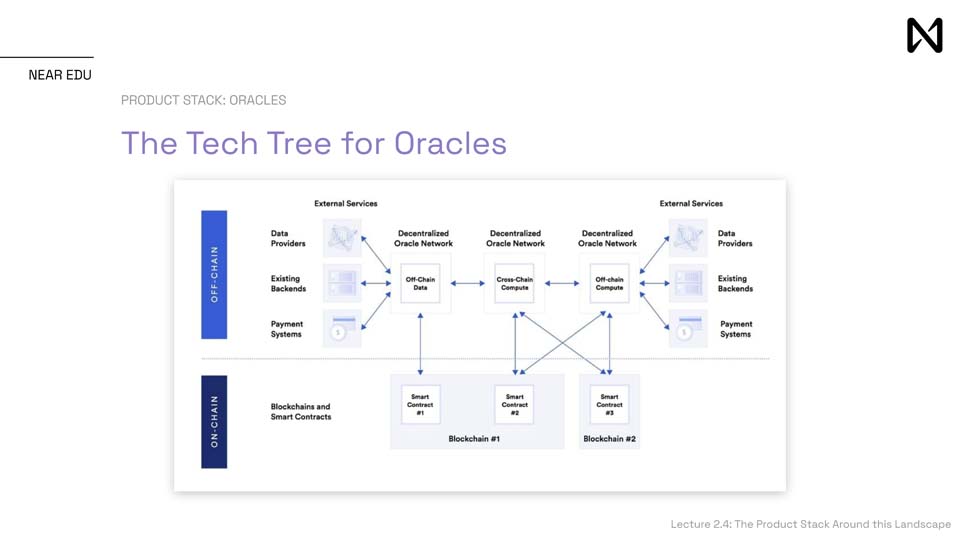 NEAR EDU
PRODUCT STACK: ORACLES
The Tech Tree for Oracles
OFF-CHAIN
External Services
Data
Providers
Existing
Backends
Payment
Systems
$
Decentralized
Oracle Network
Off-Chain
Data
Decentralized
Oracle Network
Cross-Chain
Compute
Decentralized
Oracle Network
Off-chain
Compute
External Services
Data
Providers
Existing
Backends
Payment
Systems
$
ON-CHAIN
Blockchains and
Smart Contracts
Smart
Contract
#1
Smart
Contract
#2
Blockchain #1
Smart
Contract
#3
Blockchain #2
Lecture 2.4: The Product Stack Around this Landscape